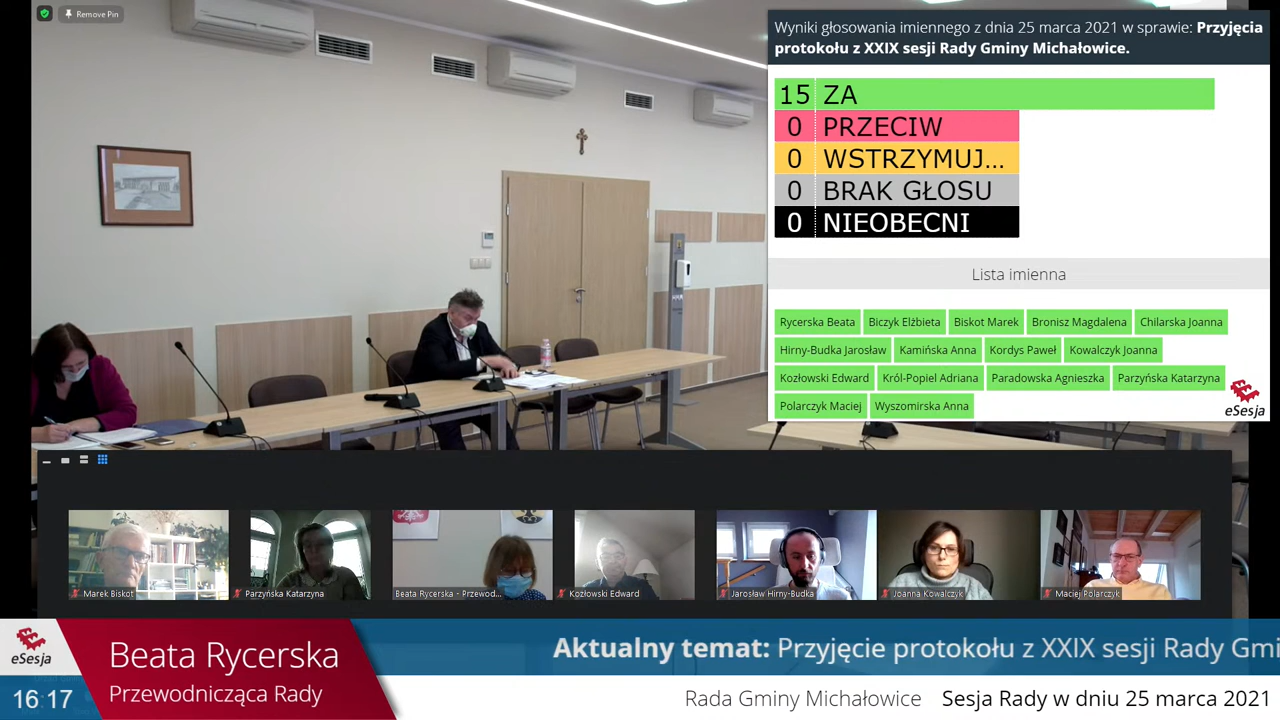 Remove Pin
Wyniki głosowania imiennego z dnia 25 marca 2021 w sprawie: Przyjęcia
protokołu z XXIX sesji Rady Gminy Michałowice.
15 ZA
0 PRZECIW
0 WSTRZYMUJ...
0 BRAK GŁOSU
0 NIEOBECNI
Lista imienna
Rycerska Beata Biczyk Elżbieta Biskot Marek Bronisz Magdalena Chilarska Joanna
Hirny-Budka Jarosław Kamińska Anna Kordys Paweł Kowalczyk Joanna
Kozłowski Edward Król-Popiel Adriana Paradowska Agnieszka Parzyńska Katarzyna
Polarczyk Maciej Wyszomirska Anna
eSesja
Marek Biskot
Parzyńska Katarzyna
Beata Rycerska - Przewod...
Kozłowski Edward
Jarosław Hirny-Budka
Joanna Kowalczyk
Maciej Polarczyk
eSesja
Beata Rycerska
Przewodnicząca Rady
Aktualny temat: Przyjęcie protokołu z XXIX sesji Rady Gmi
16:17
Rada Gminy Michałowice Sesja Rady w dniu 25 marca 2021